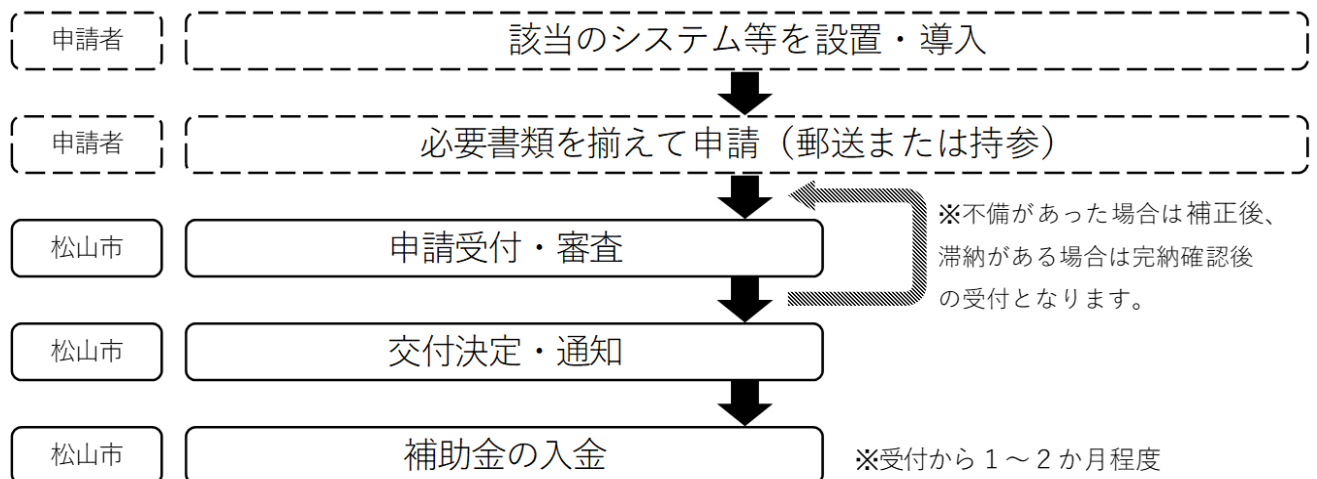 申請者
該当のシステム等を設置・導入
申請者
必要書類を揃えて申請（郵送または持参）
松山市
申請受付・審査
※不備があった場合は補正後、
滞納がある場合は完納確認後
の受付となります。
松山市
交付決定・通知
松山市
補助金の入金
※受付から１～２か月程度